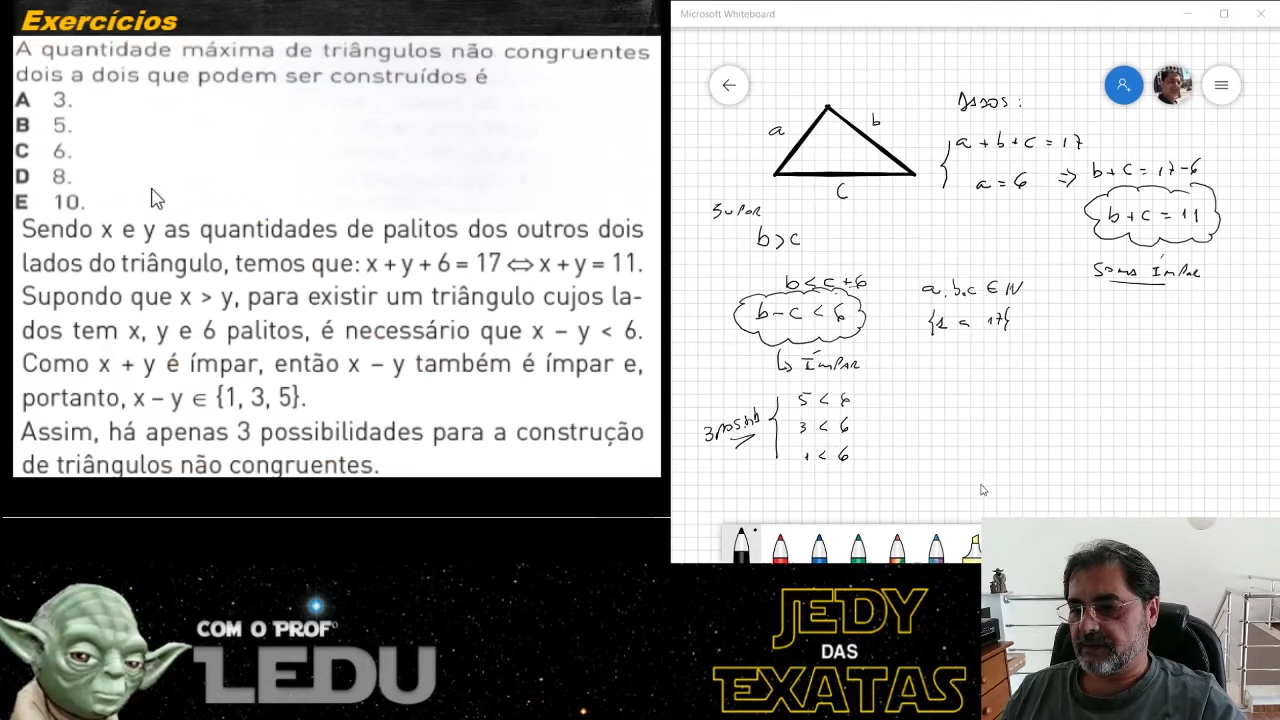 Exercícios
A quantidade máxima de triângulos não congruentes
dois a dois que podem ser construídos é
A 3.
B 5.
C 6.
D 8.
E 10.
Sendo x e y as quantidades de palitos dos outros dois
lados do triângulo, temos que: x + y + 6 = 17 ⇔ x + y = 11.
Supondo que x > y, para existir um triângulo cujos la-
dos tem x, y e 6 palitos, é necessário que x – y < 6.
Como x + y é ímpar, então x – y também é ímpar e,
portanto, x – y ∈ {1, 3, 5}.
Assim, há apenas 3 possibilidades para a construção
de triângulos não congruentes.
Microsoft Whiteboard
a
b
c
DADOS:
a + b + c = 17
a = 6 ⇒ b + c = 17 - 6
b + c = 11
SOMA ÍMPAR
SUPOR
b > c
b < c + 6
b - c < 6
ÍMPAR
a, b, c ∈ IN
{1 a 17}
5 < 6
3 < 6
1 < 6
COM O PROFº
LEDU
JEDY
DAS
EXATAS